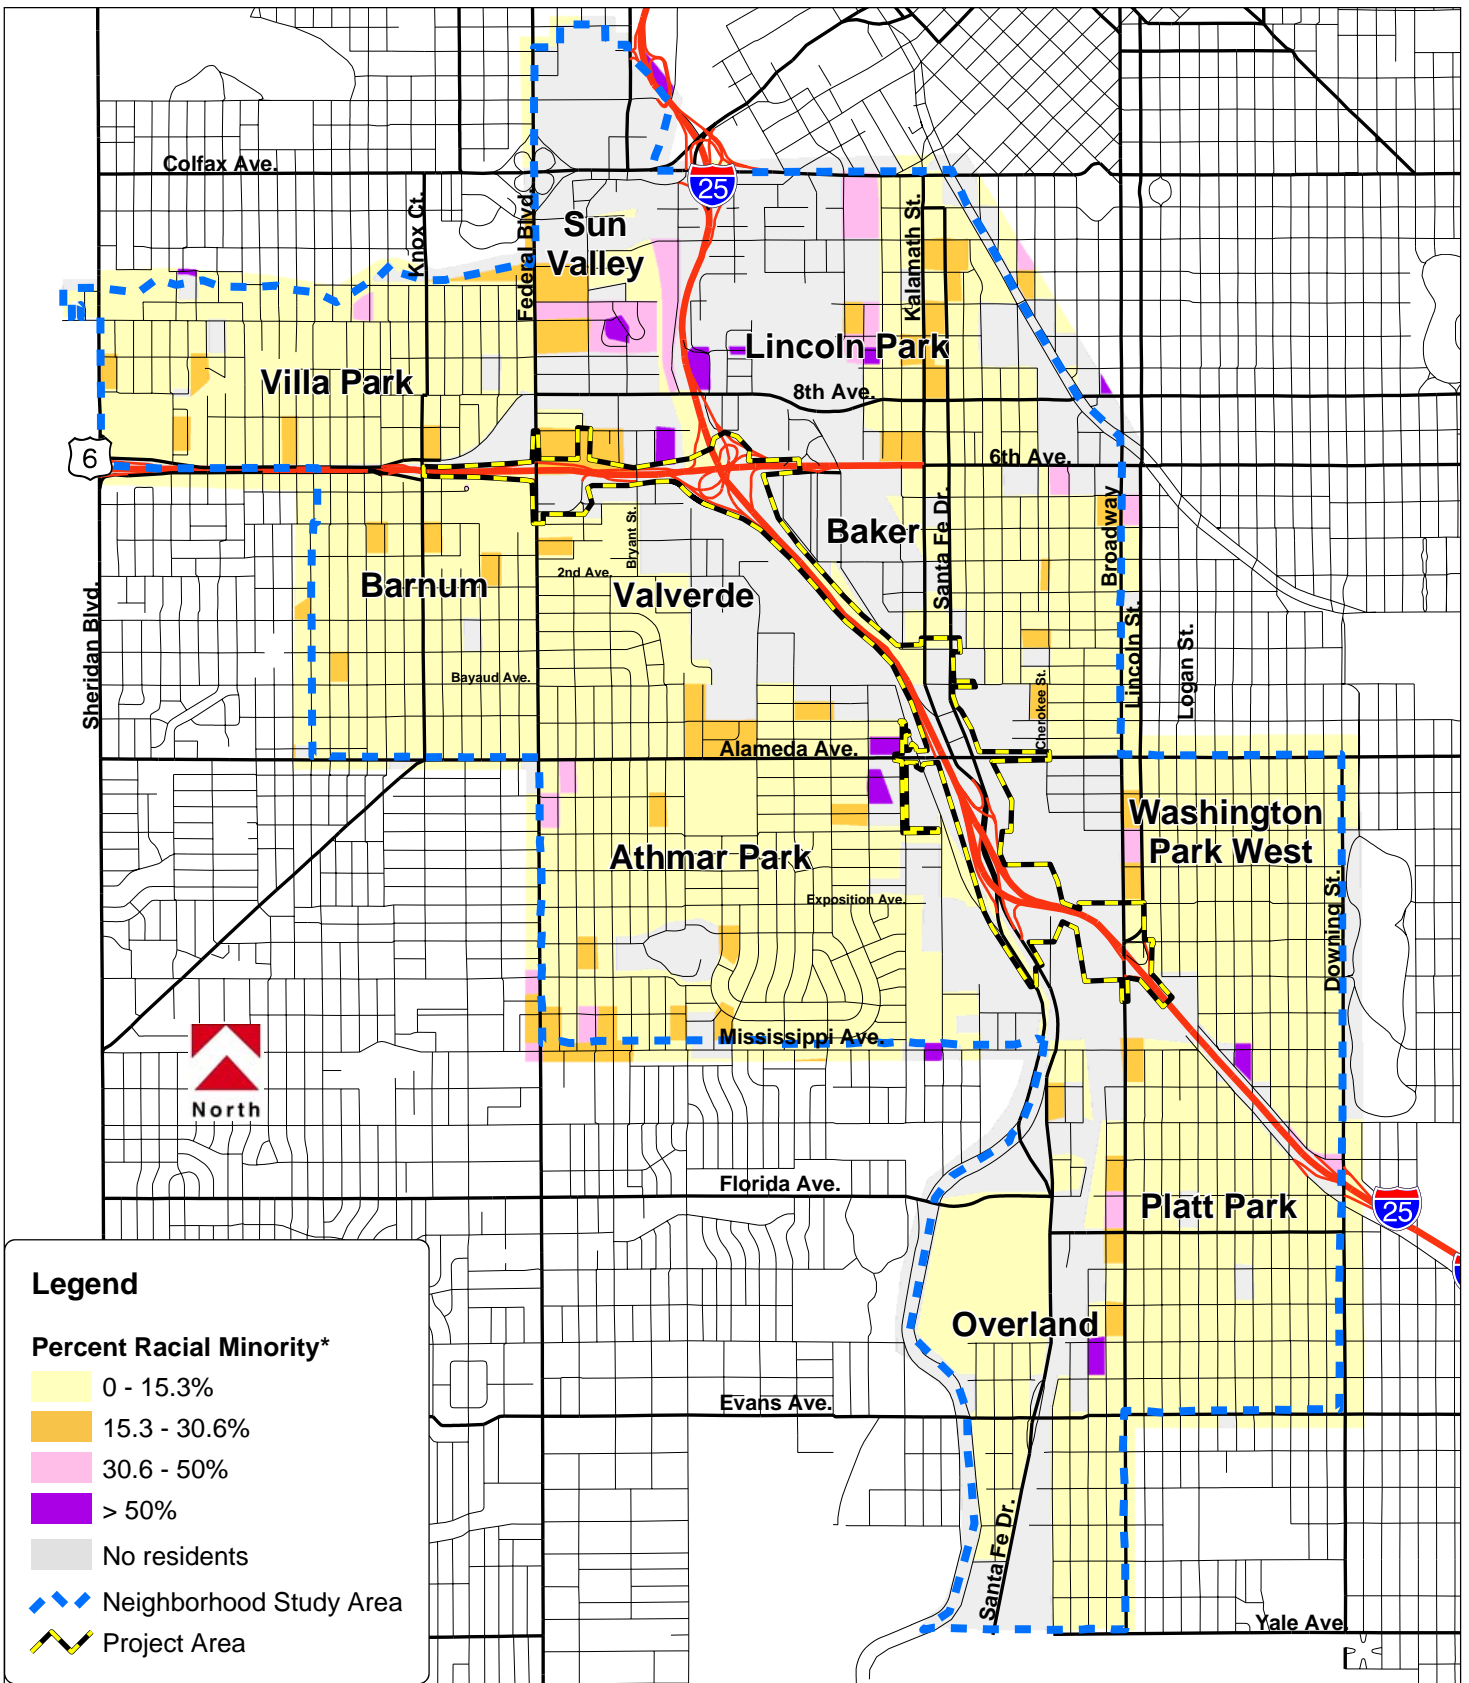 Colfax Ave.
25
Knox Ct.
Federal Blvd.
Sun
Valley
Kalamath St.
Lincoln Park
Villa Park
8th Ave.
6
6th Ave.
Baker
Santa Fe Dr.
Broadway
Bryant St.
2nd Ave.
Barnum
Valverde
Sheridan Blvd.
Lincoln St.
Logan St.
Bayaud Ave.
Cherokee St.
Alameda Ave.
Washington
Park West
Athmar Park
Exposition Ave.
Downing St.
Mississippi Ave.
North
Florida Ave.
Platt Park
25
Overland
Evans Ave.
Santa Fe Dr.
Yale Ave.
Legend
Percent Racial Minority*
0 - 15.3%
15.3 - 30.6%
30.6 - 50%
> 50%
No residents
Neighborhood Study Area
Project Area